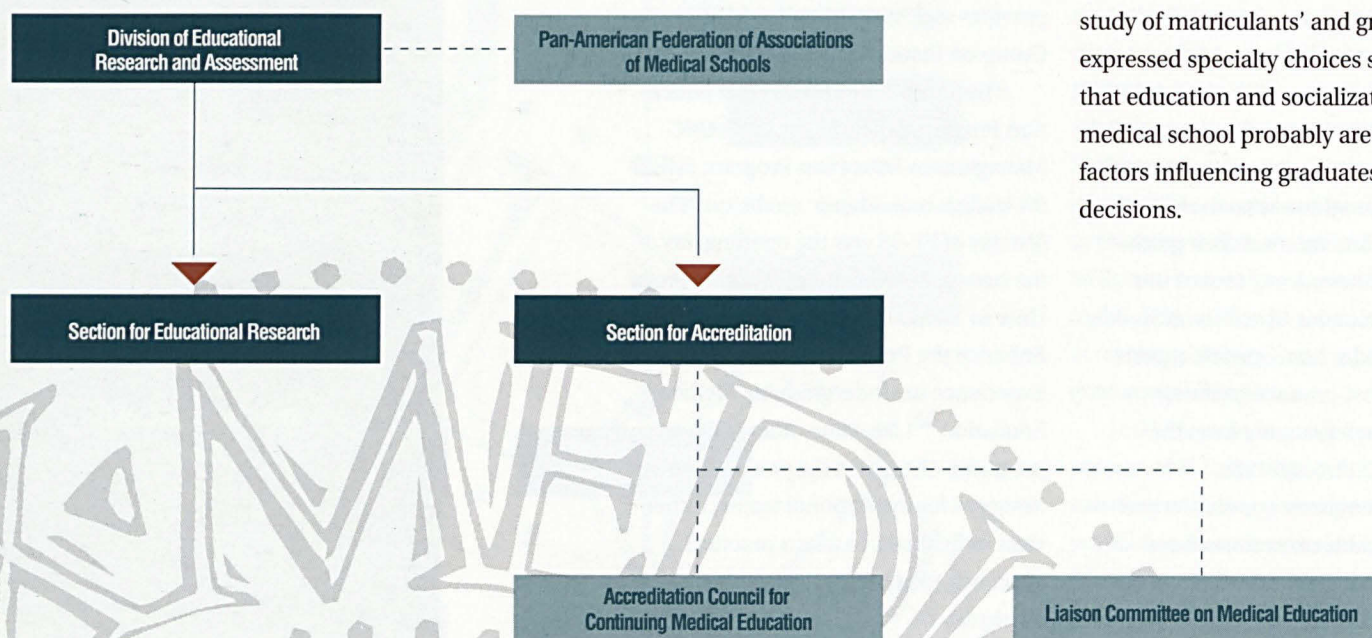 Division of Educational
Research and Assessment
Pan-American Federation of Associations
of Medical Schools
study of matriculants' and
expressed specialty choices
that education and
medical school probably are
factors influencing graduates
decisions.
Section for Educational Research
Section for Accreditation
Accreditation Council for
Continuing Medical Education
Liaison Committee on Medical Education